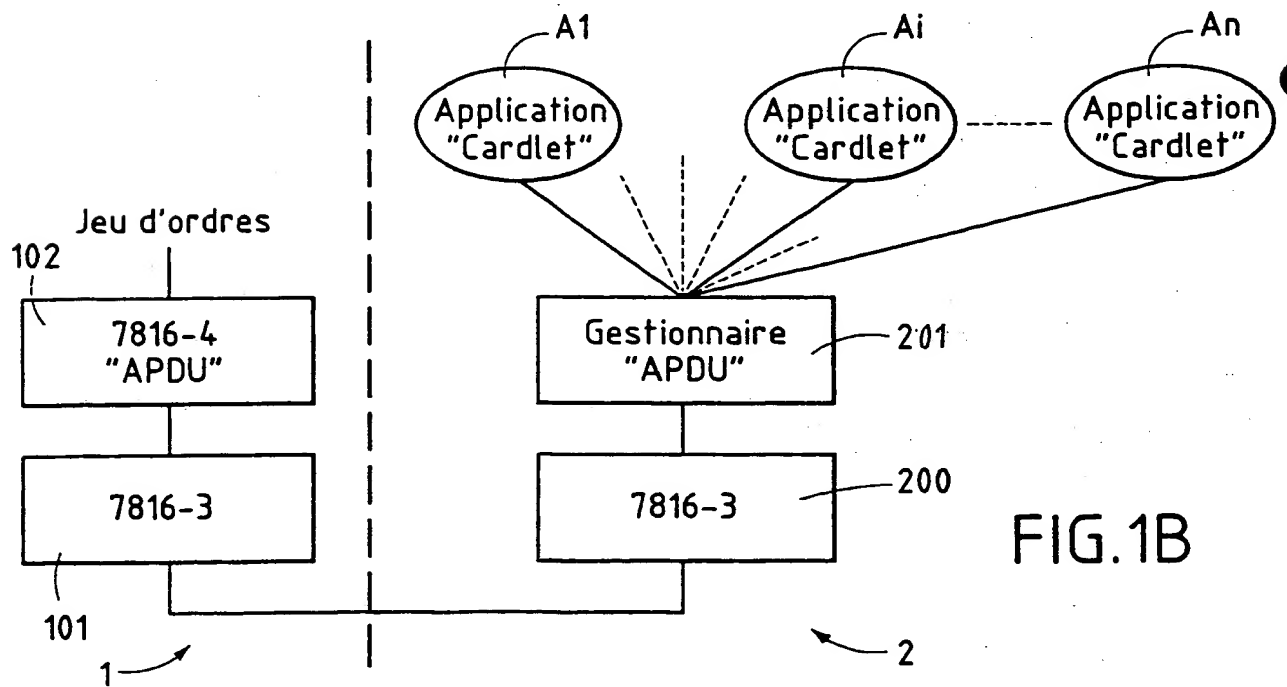 A1
Ai
An
Application
"Cardlet"
Application
"Cardlet"
Application
"Cardlet"
Jeu d'ordres
102
7816-4
"APDU"
Gestionnaire
"APDU"
201
7816-3
7816-3
200
FIG.1B
101
1
2